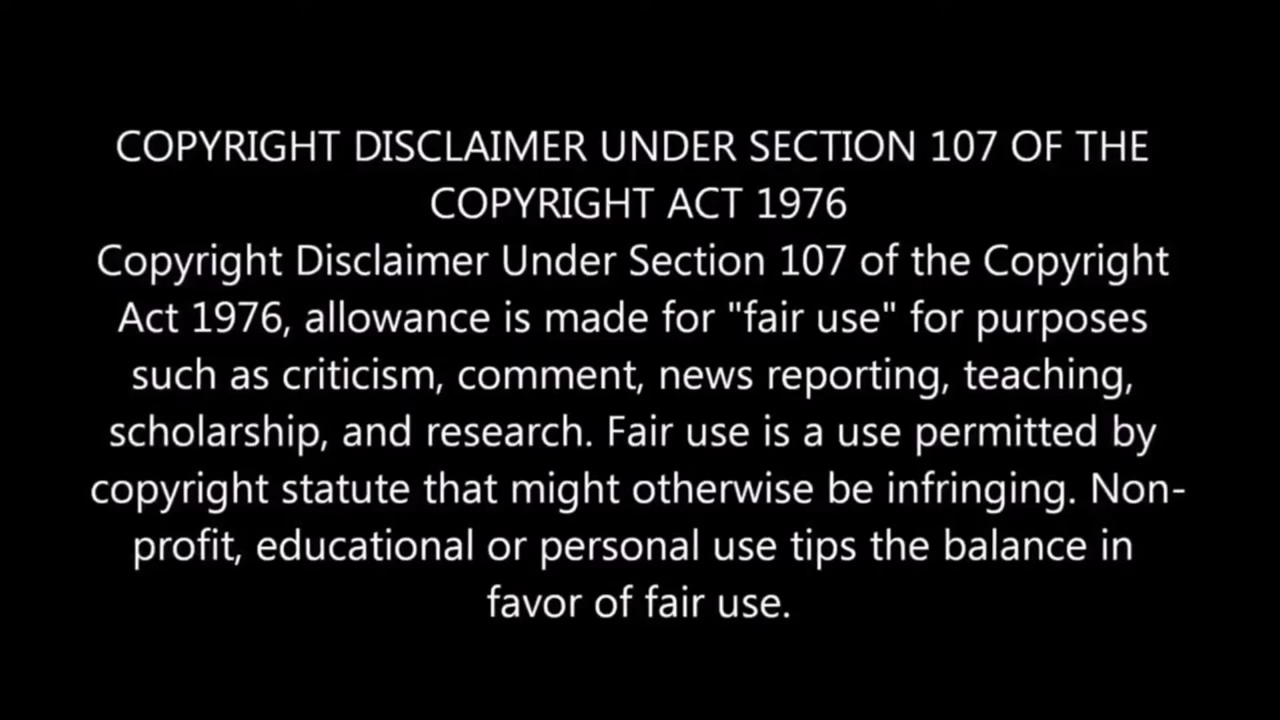 COPYRIGHT DISCLAIMER UNDER SECTION 107 OF THE
COPYRIGHT ACT 1976
Copyright Disclaimer Under Section 107 of the Copyright
Act 1976, allowance is made for "fair use" for purposes
such as criticism, comment, news reporting, teaching,
scholarship, and research. Fair use is a use permitted by
copyright statute that might otherwise be infringing. Non-
profit, educational or personal use tips the balance in
favor of fair use.